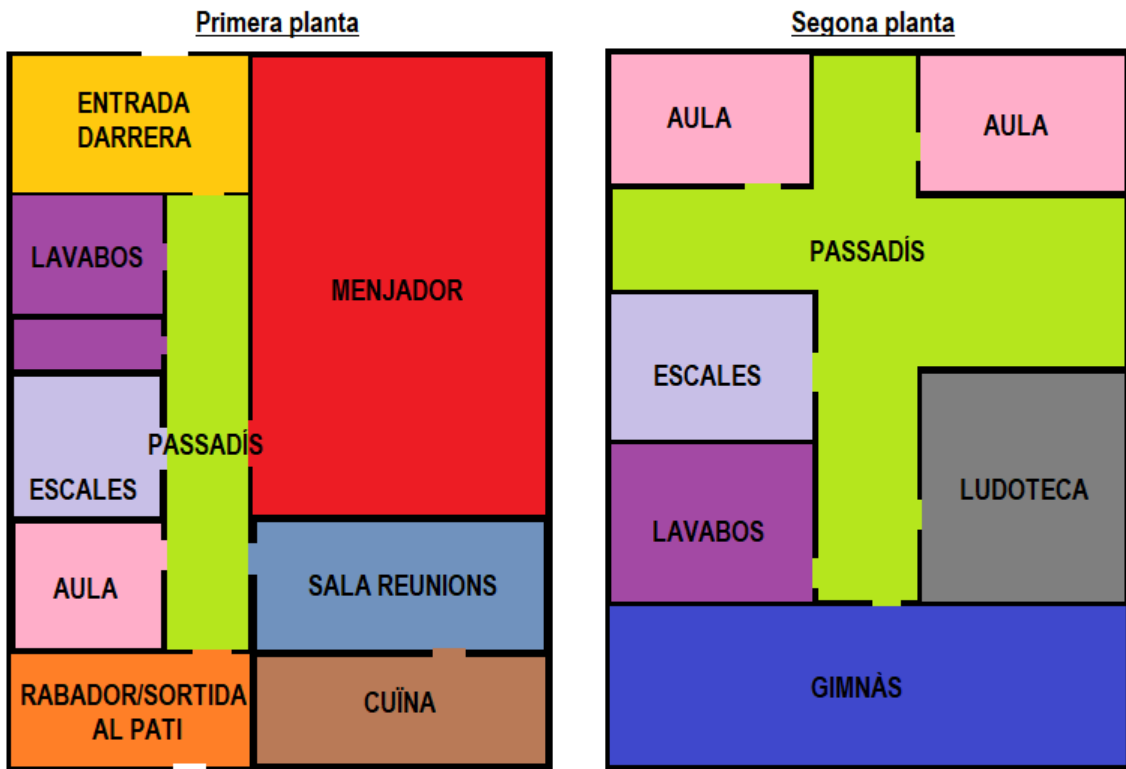 Primera planta
ENTRADA
DARRERA
LAVABOS
MENJADOR
PASSADÍS
ESCALES
AULA
SALA REUNIONS
RABADOR/SORTIDA
AL PATI
CUÏNA
Segona planta
AULA
AULA
PASSADÍS
ESCALES
LUDOTECA
LAVABOS
GIMNÀS